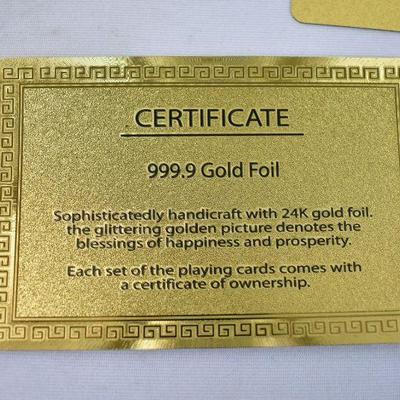 CERTIFICATE
999.9 Gold Foil
Sophisticatedly handicraft with 24K gold foil.
the glittering golden picture denotes the
blessings of happiness and prosperity.
Each set of the playing cards comes with
a certificate of ownership.